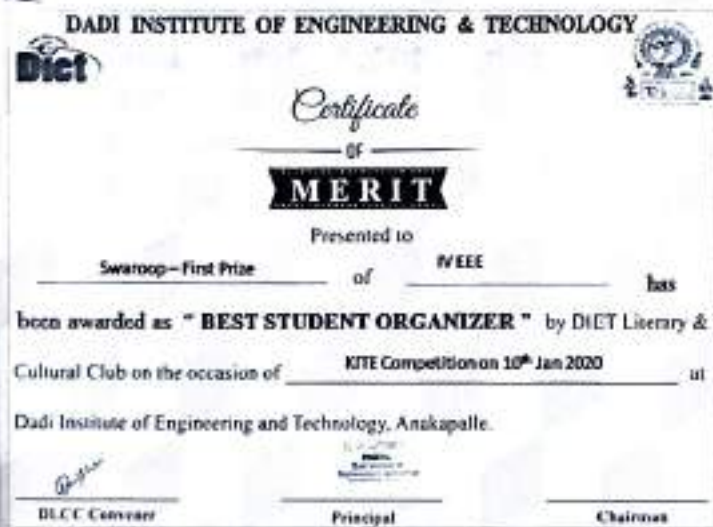 DADI INSTITUTE OF ENGINEERING & TECHNOLOGY
Diet
Certificate
OF
MERIT
Presented to
Swaroop – First Prize of IV EEE has
been awarded as " BEST STUDENT ORGANIZER " by DIET Literary &
Cultural Club on the occasion of KITE Competition on 10th Jan 2020 at
Dadi Institute of Engineering and Technology, Anakapalle.
DLCC Convener Principal Chairman